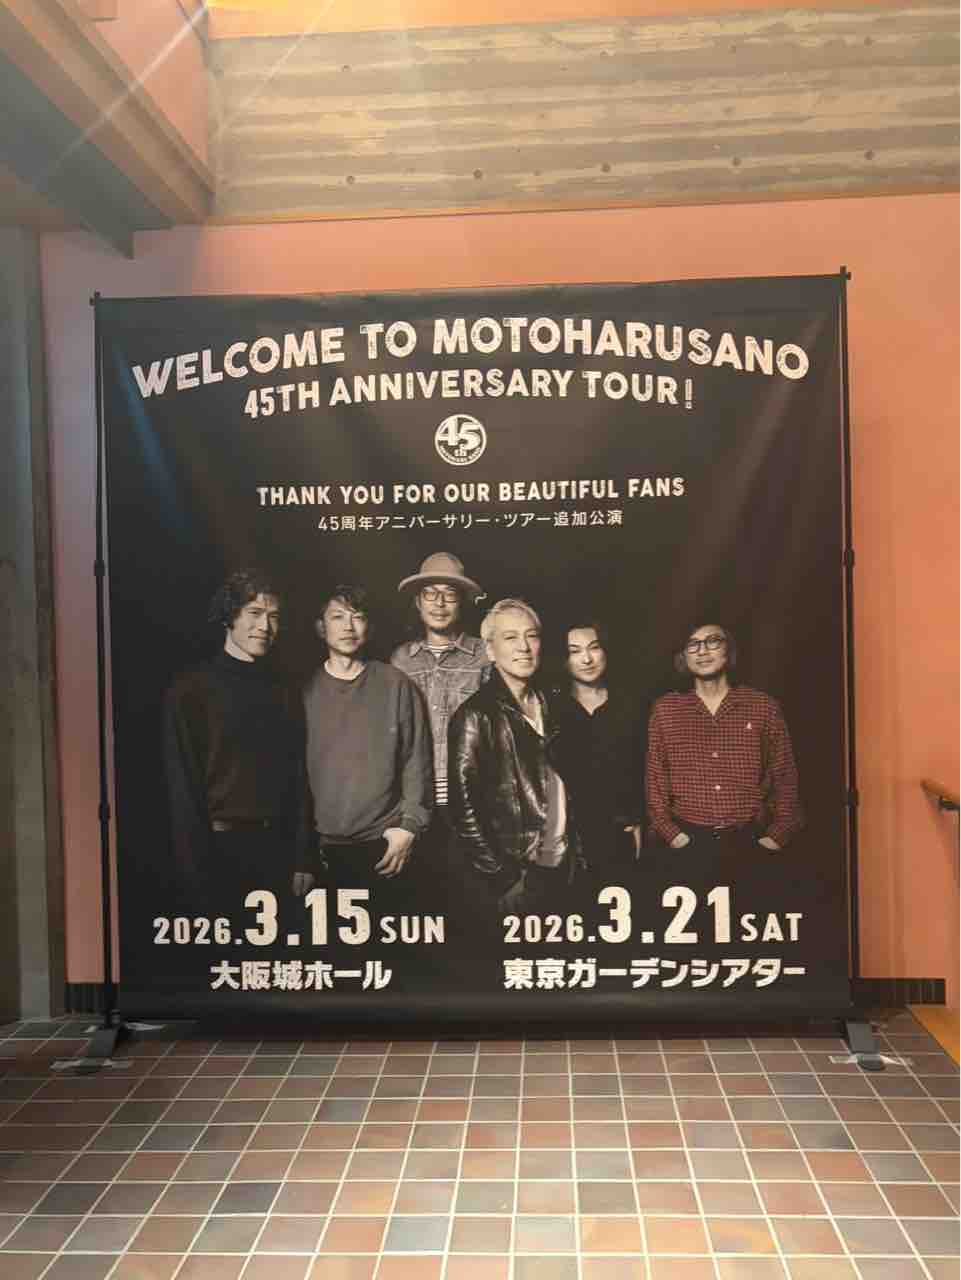 WELCOME TO MOTOHARUSANO
45TH ANNIVERSARY TOUR!
45
th
THANK YOU FOR OUR BEAUTIFUL FANS
45周年アニバーサリー・ツアー追加公演
2026.3.15 SUN
大阪城ホール
2026.3.21 SAT
東京ガーデンシアター